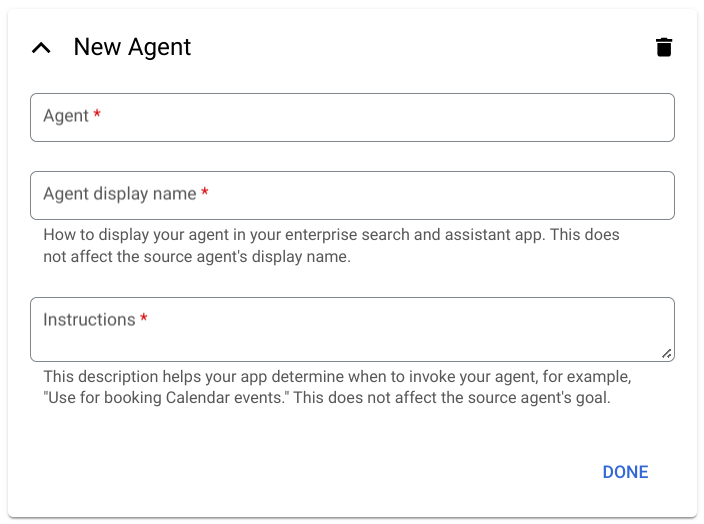 New Agent
Agent *
Agent display name *
How to display your agent in your enterprise search and assistant app. This does
not affect the source agent's display name.
Instructions *
This description helps your app determine when to invoke your agent, for example,
"Use for booking Calendar events." This does not affect the source agent's goal.
DONE